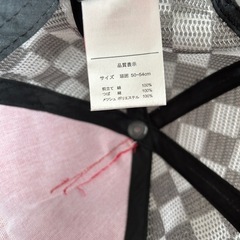 品質表示
サイズ 頭囲 50~54cm
前立て 綿 100%
つば 綿 100%
メッシュ ポリエステル 100%